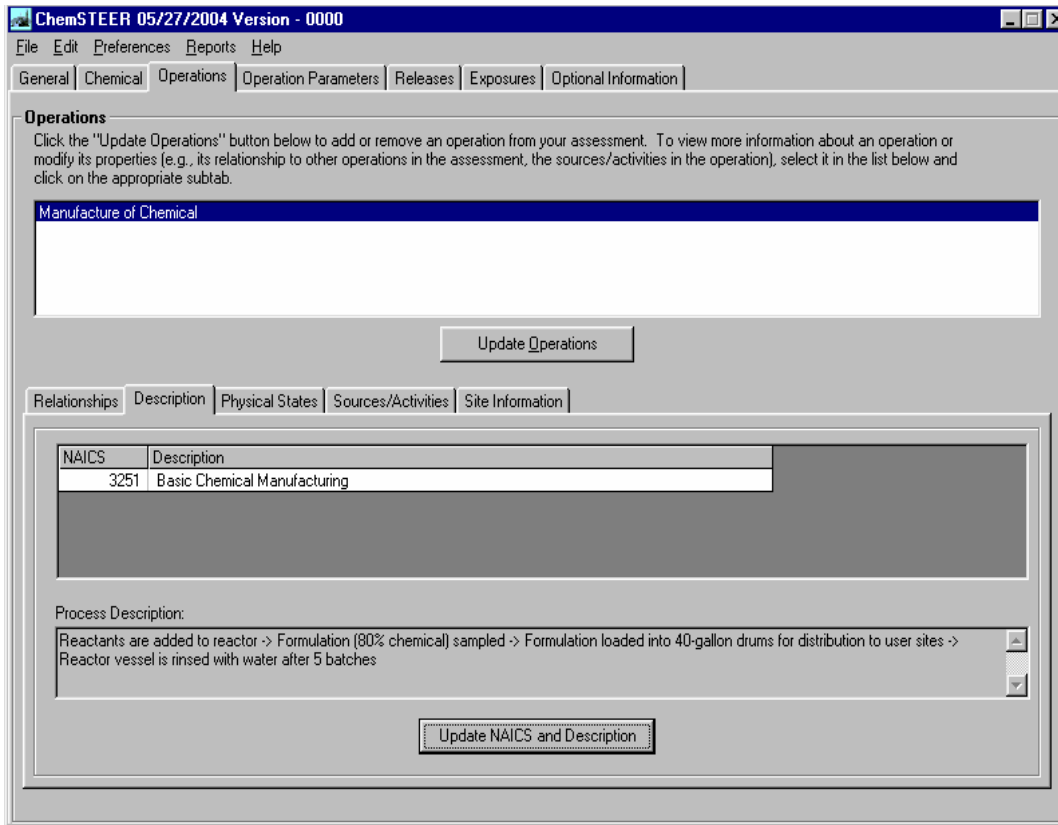 ChemSTEER 05/27/2004 Version - 0000
File Edit Preferences Reports Help
General Chemical Operations Operation Parameters Releases Exposures Optional Information
Operations
Click the "Update Operations" button below to add or remove an operation from your assessment. To view more information about an operation or
modify its properties (e.g., its relationship to other operations in the assessment, the sources/activities in the operation), select it in the list below and
click on the appropriate subtab.
Manufacture of Chemical
Update Operations
Relationships Description Physical States Sources/Activities Site Information
NAICS Description
3251 Basic Chemical Manufacturing
Process Description:
Reactants are added to reactor -> Formulation (80% chemical) sampled -> Formulation loaded into 40-gallon drums for distribution to user sites ->
Reactor vessel is rinsed with water after 5 batches
Update NAICS and Description